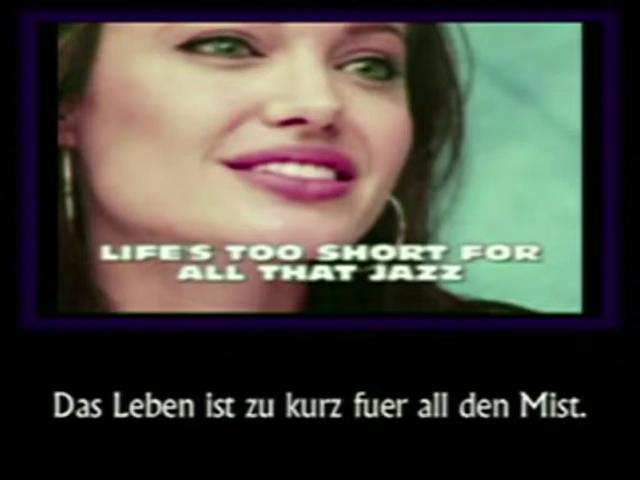 LIFE'S TOO SHORT FOR
ALL THAT JAZZ
Das Leben ist zu kurz fuer all den Mist.